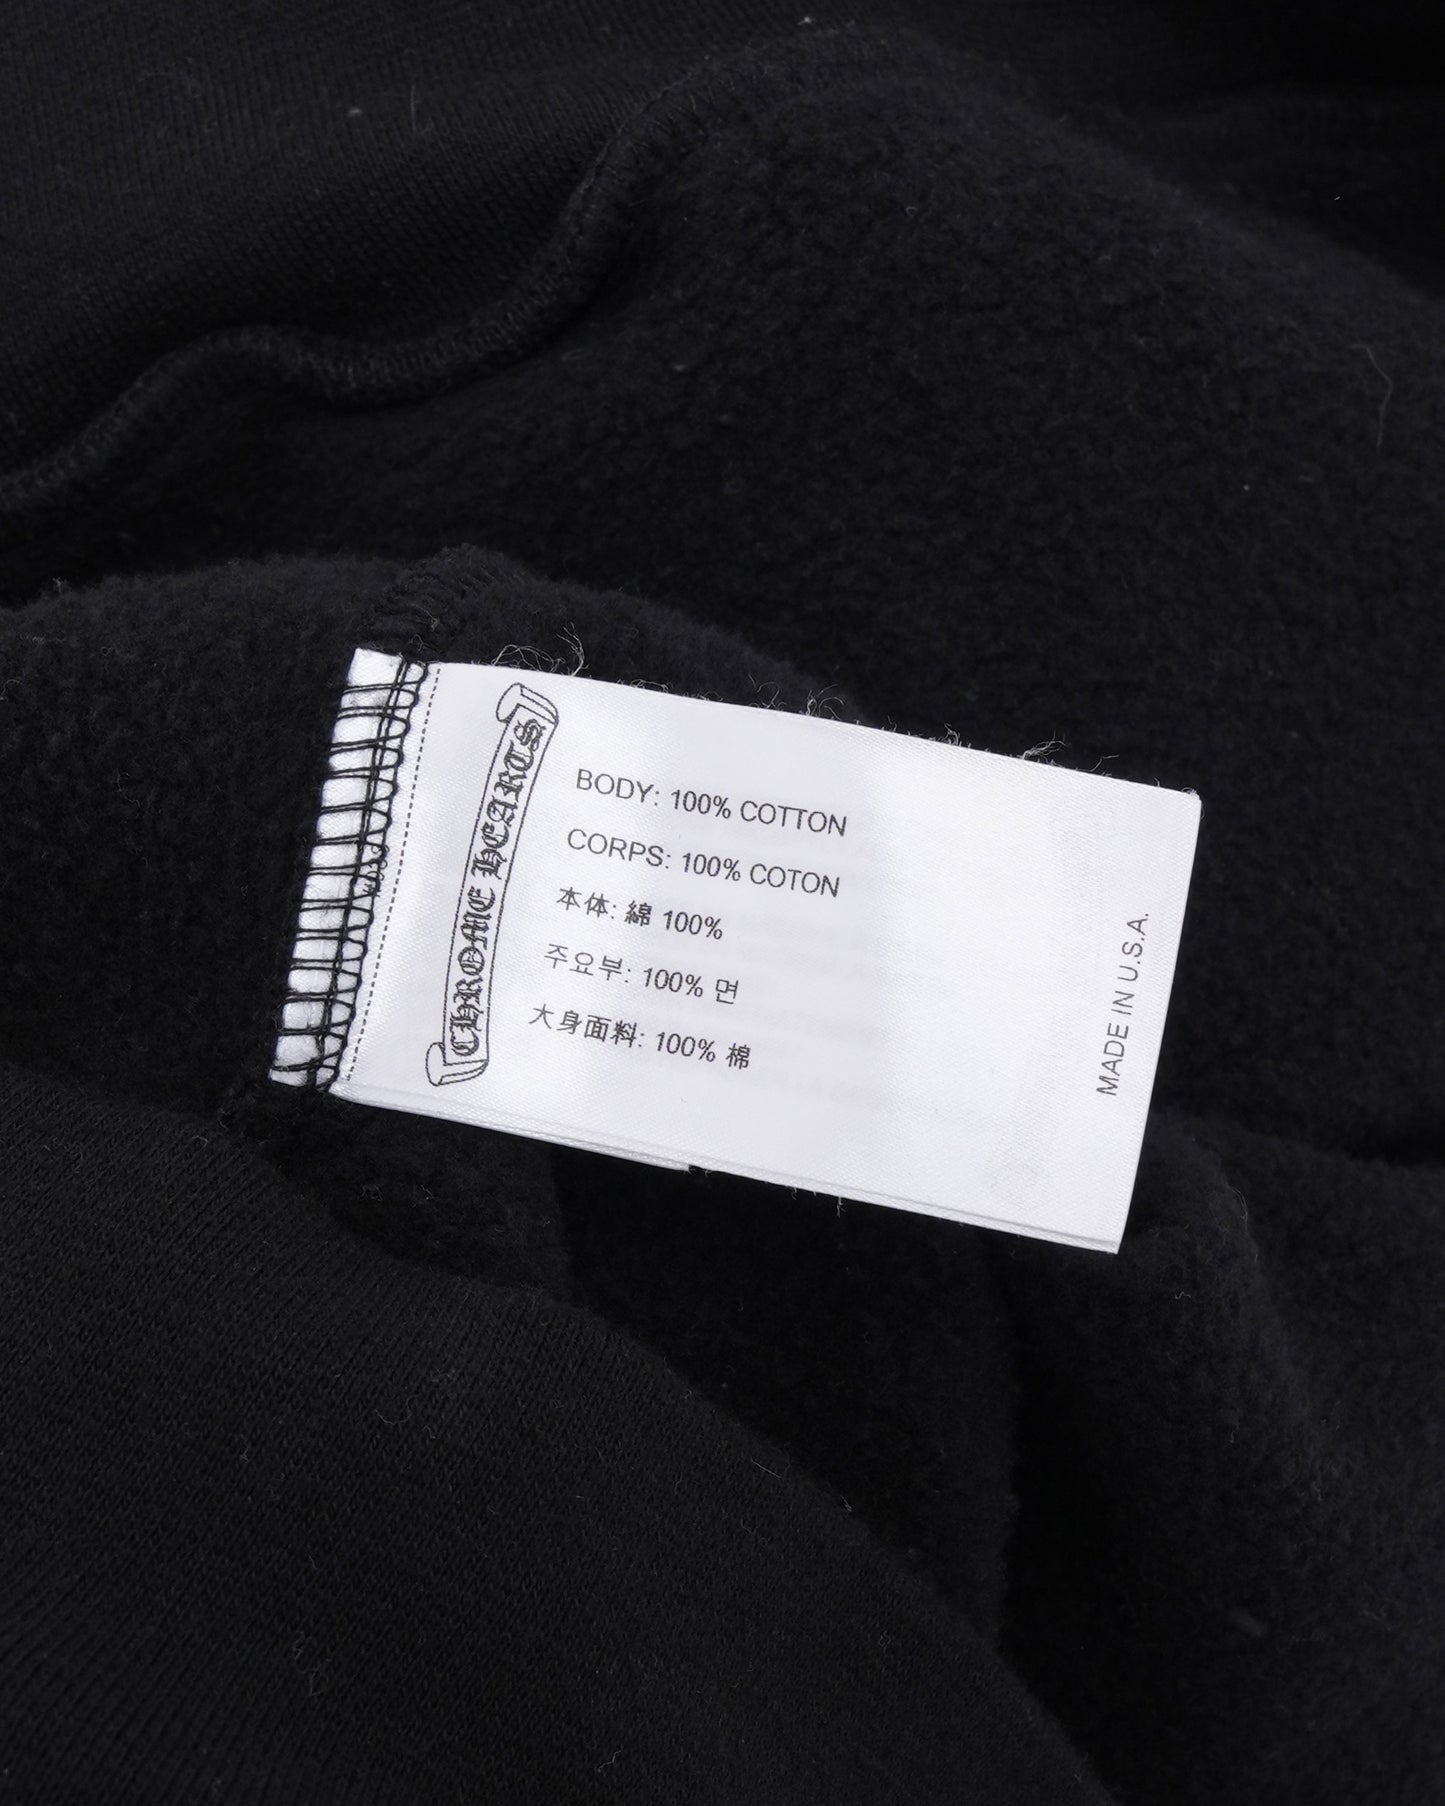 CHROME HEARTS
BODY: 100% COTTON
CORPS: 100% COTON
本体: 綿 100%
주요부: 100% 면
大身面料: 100% 棉
MADE IN U.S.A.